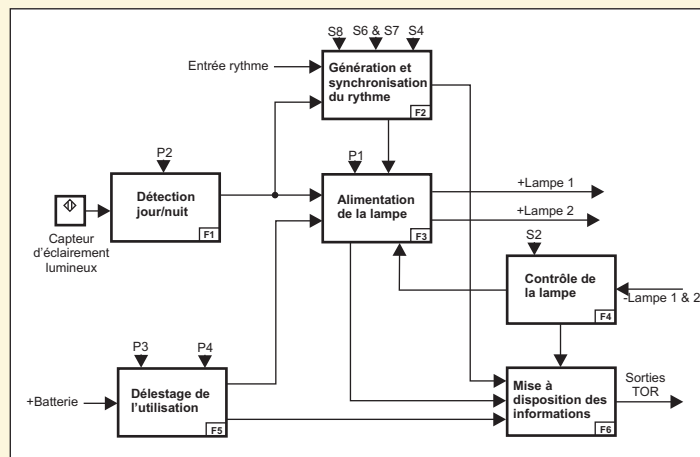 S8
S6 & S7
S4
Entrée rythme
Génération et
synchronisation
du rythme
F2
P2
P1
Détection
jour/nuit
F1
Alimentation
de la lampe
F3
+Lampe 1
+Lampe 2
Capteur
d'éclairement
lumineux
S2
Contrôle de
la lampe
F4
-Lampe 1 & 2
P3
P4
+Batterie
Délestage de
l'utilisation
F5
Mise à
disposition des
informations
F6
Sorties
TOR